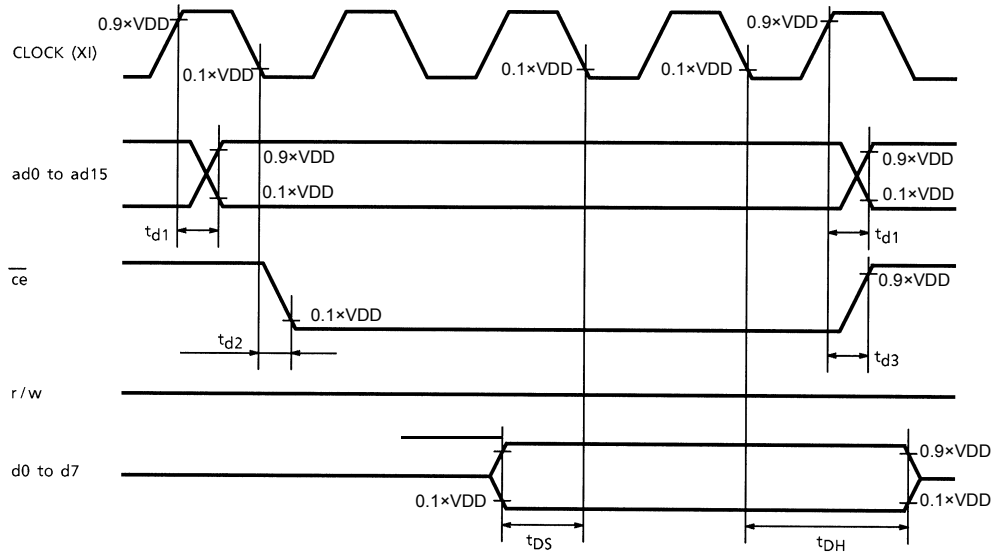 0.9×VDD
0.9×VDD
CLOCK (XI)
0.1×VDD
0.1×VDD
0.1×VDD
0.9×VDD
0.9×VDD
ad0 to ad15
0.1×VDD
0.1×VDD
td1
td1
ce
0.9×VDD
0.1×VDD
td2
td3
r/w
0.9×VDD
d0 to d7
0.1×VDD
0.1×VDD
tDS
tDH